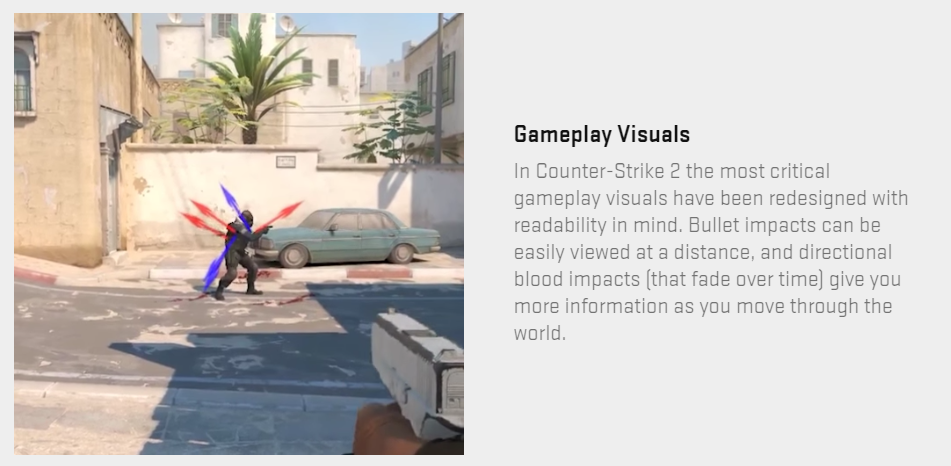 Gameplay Visuals
In Counter-Strike 2 the most critical
gameplay visuals have been redesigned with
readability in mind. Bullet impacts can be
easily viewed at a distance, and directional
blood impacts (that fade over time) give you
more information as you move through the
world.